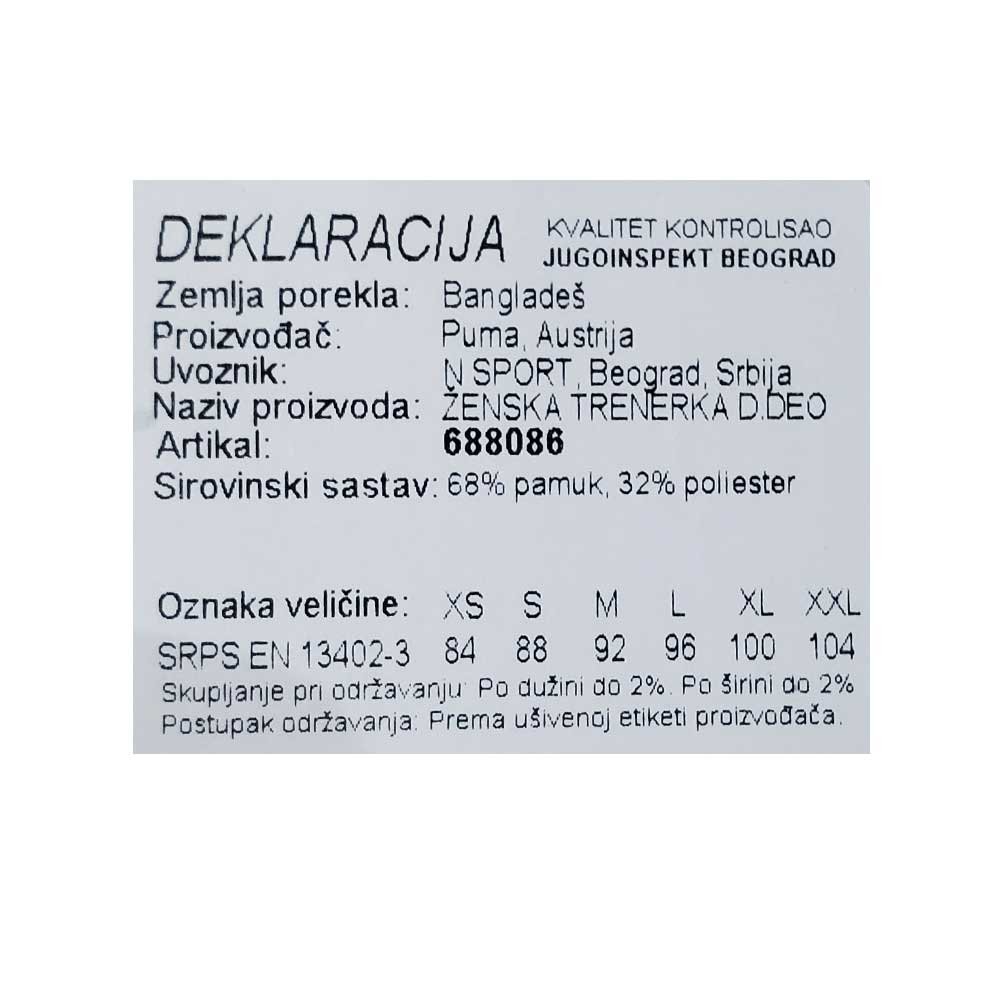 DEKLARACIJA KVALITET KONTROLISAO
JUGOINSPEKT BEOGRAD
Zemlja porekla: Bangladeš
Proizvođač: Puma, Austrija
Uvoznik: N SPORT, Beograd, Srbija
Naziv proizvoda: ŽENSKA TRENERKA D.DEO
Artikal: 688086
Sirovinski sastav: 68% pamuk, 32% poliester
Oznaka veličine: XS S M L XL XXL
SRPS EN 13402-3 84 88 92 96 100 104
Skupljanje pri održavanju: Po dužini do 2%. Po širini do 2%
Postupak održavanja: Prema ušivenoj etiketi proizvođača.